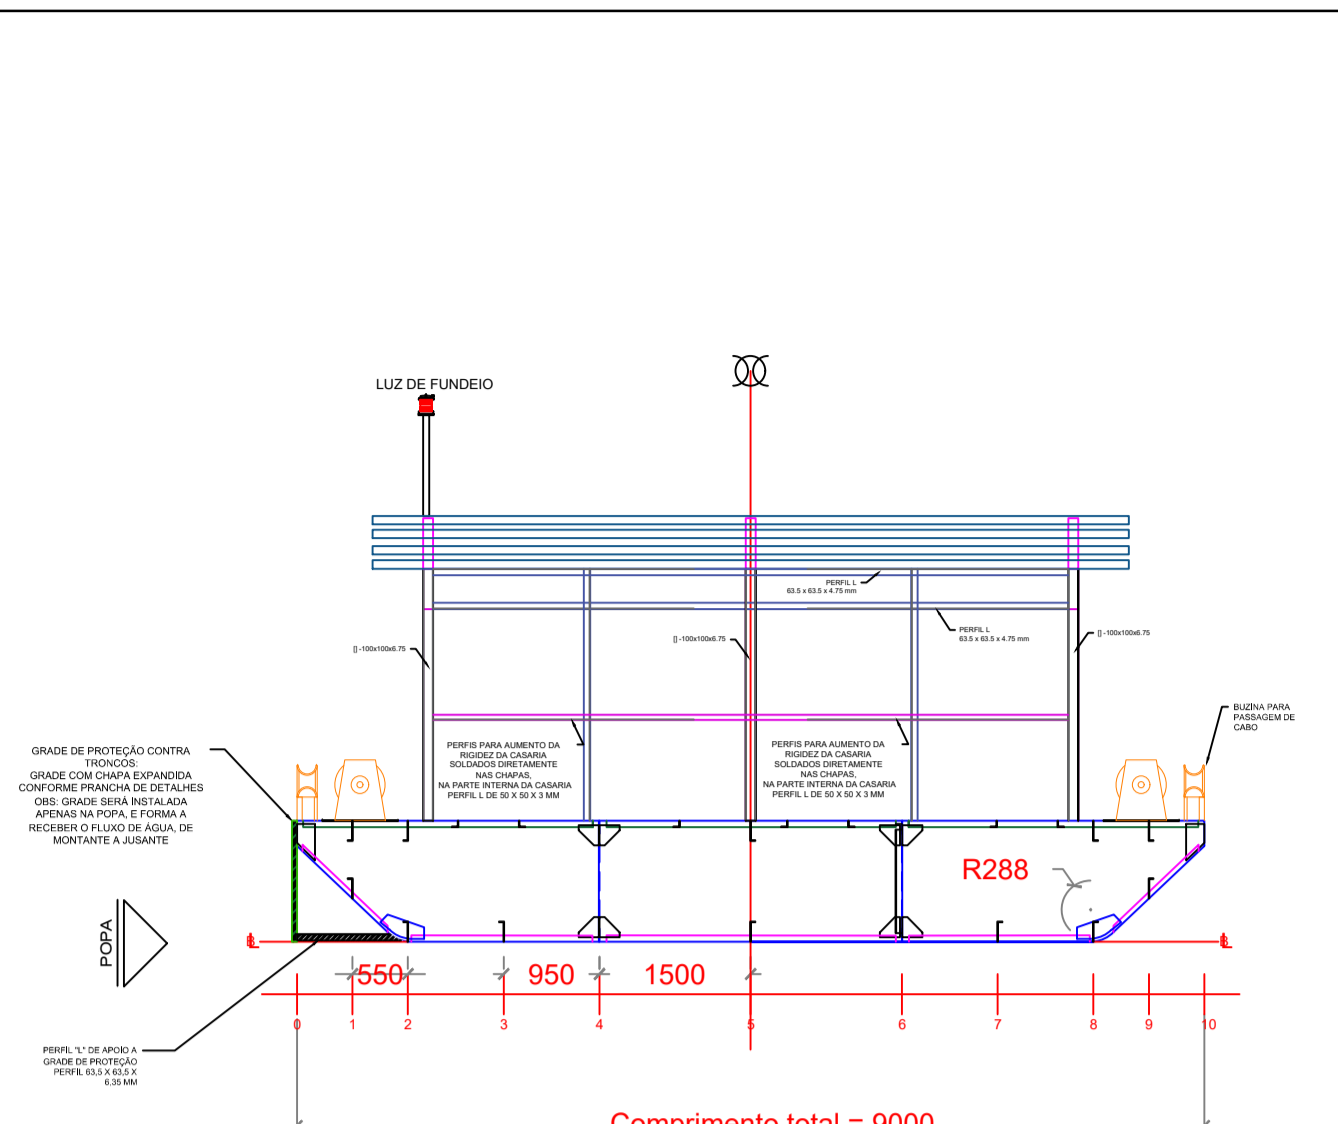 LUZ DE FUNDEIO
PERFIL L
63.5 x 63.5 x 4.75 mm
PERFIL L
63.5 x 63.5 x 4.75 mm
[] -100x100x6.75
[] -100x100x6.75
[] -100x100x6.75
BUZINA PARA
PASSAGEM DE
CABO
GRADE DE PROTEÇÃO CONTRA
TRONCOS:
GRADE COM CHAPA EXPANDIDA
CONFORME PRANCHA DE DETALHES
OBS: GRADE SERÁ INSTALADA
APENAS NA POPA, E FORMA A
RECEBER O FLUXO DE ÁGUA, DE
MONTANTE A JUSANTE
PERFIS PARA AUMENTO DA
RIGIDEZ DA CASARIA
SOLDADOS DIRETAMENTE
NAS CHAPAS,
NA PARTE INTERNA DA CASARIA
PERFIL L DE 50 X 50 X 3 MM
PERFIS PARA AUMENTO DA
RIGIDEZ DA CASARIA
SOLDADOS DIRETAMENTE
NAS CHAPAS,
NA PARTE INTERNA DA CASARIA
PERFIL L DE 50 X 50 X 3 MM
R288
POPA
550
950
1500
0 1 2 3 4 5 6 7 8 9 10
PERFIL "L" DE APOIO A
GRADE DE PROTEÇÃO
PERFIL 63,5 X 63,5 X
6,35 MM
Comprimento total = 9000